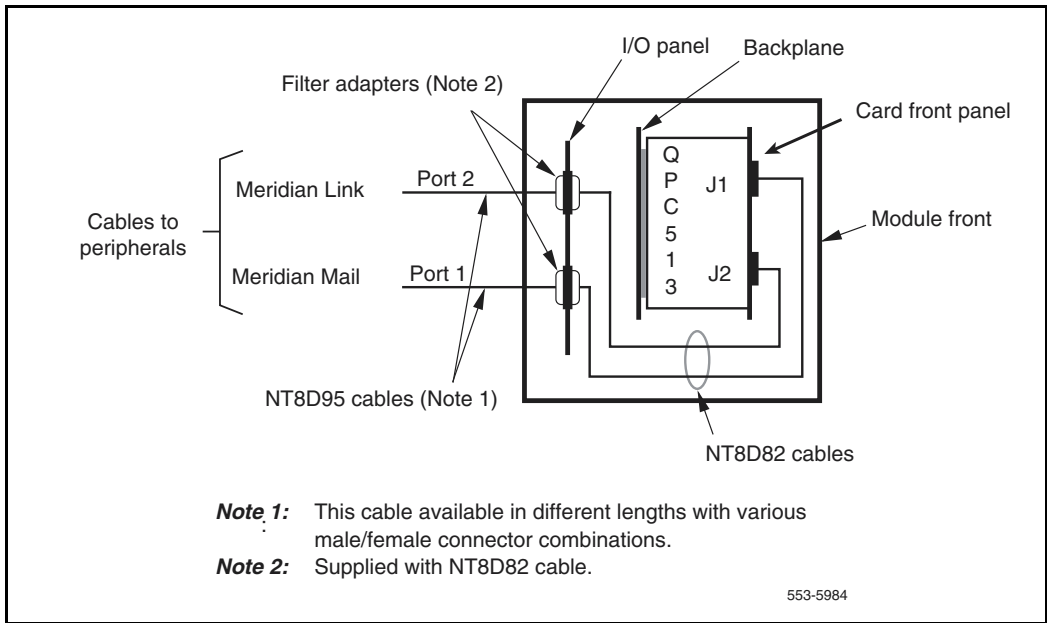 I/O panel
Backplane
Filter adapters (Note 2)
Card front panel
Q
P
C
5
1
3
J1
J2
Port 2
Meridian Link
Cables to
peripherals
Module front
Meridian Mail
Port 1
NT8D95 cables (Note 1)
NT8D82 cables
Note 1: This cable available in different lengths with various
:
male/female connector combinations.
Note 2: Supplied with NT8D82 cable.
553-5984